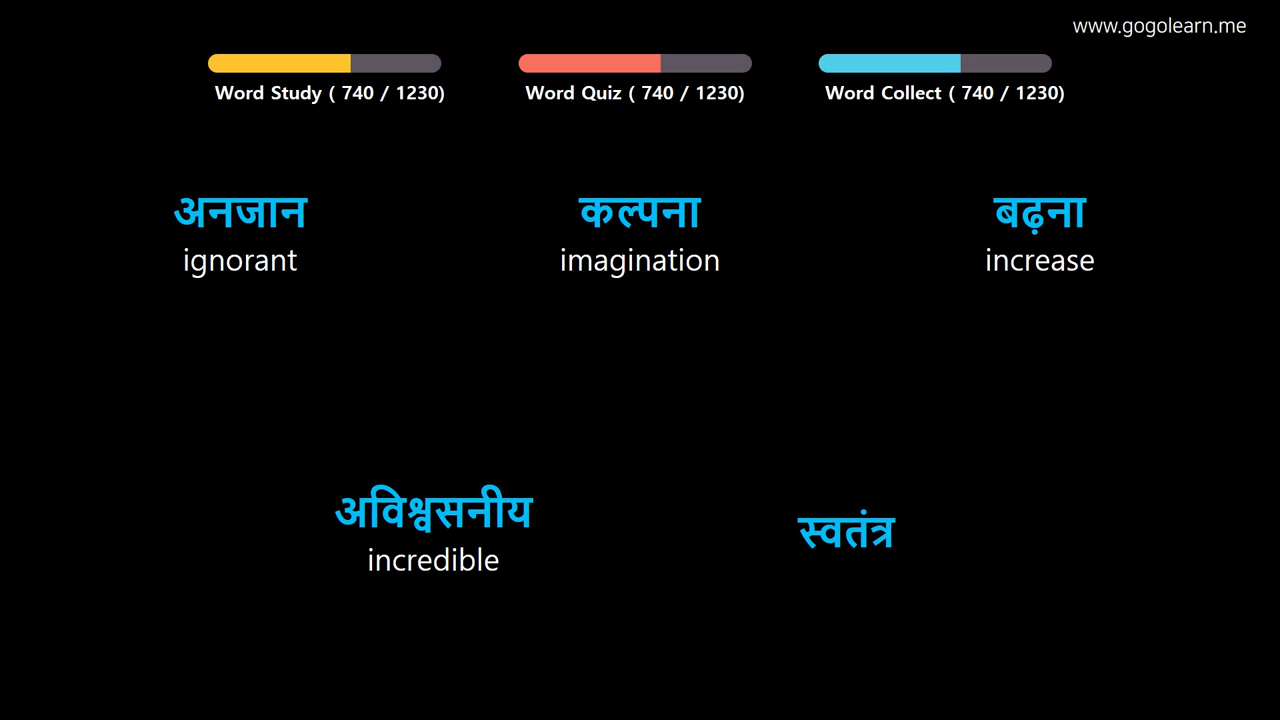 www.gogolearn.me
Word Study ( 740 / 1230)
Word Quiz ( 740 / 1230)
Word Collect ( 740 / 1230)
अनजान
ignorant
कल्पना
imagination
बढ़ना
increase
अविश्वसनीय
incredible
स्वतंत्र